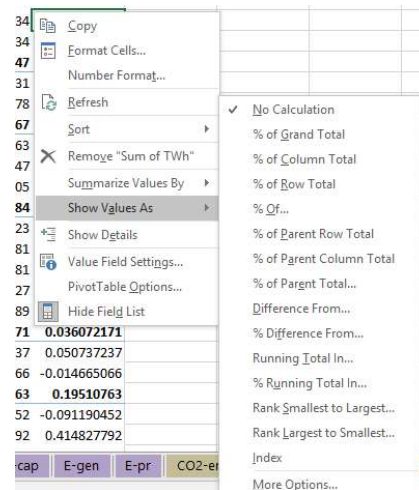 34
34
47
31
78
67
63
47
05
84
23
81
81
27
89
71 0.036072171
37 0.050737237
66 -0.014665066
63 0.19510763
52 -0.091190452
92 0.414827792
Copy
Format Cells...
Number Format...
Refresh
Sort
Remove "Sum of TWh"
Summarize Values By
Show Values As
Show Details
Value Field Settings...
PivotTable Options...
Hide Field List
No Calculation
% of Grand Total
% of Column Total
% of Row Total
% Of...
% of Parent Row Total
% of Parent Column Total
% of Parent Total...
Difference From...
% Difference From...
Running Total In...
% Running Total In...
Rank Smallest to Largest...
Rank Largest to Smallest...
Index
More Options...
-cap E-gen E-pr CO2-e